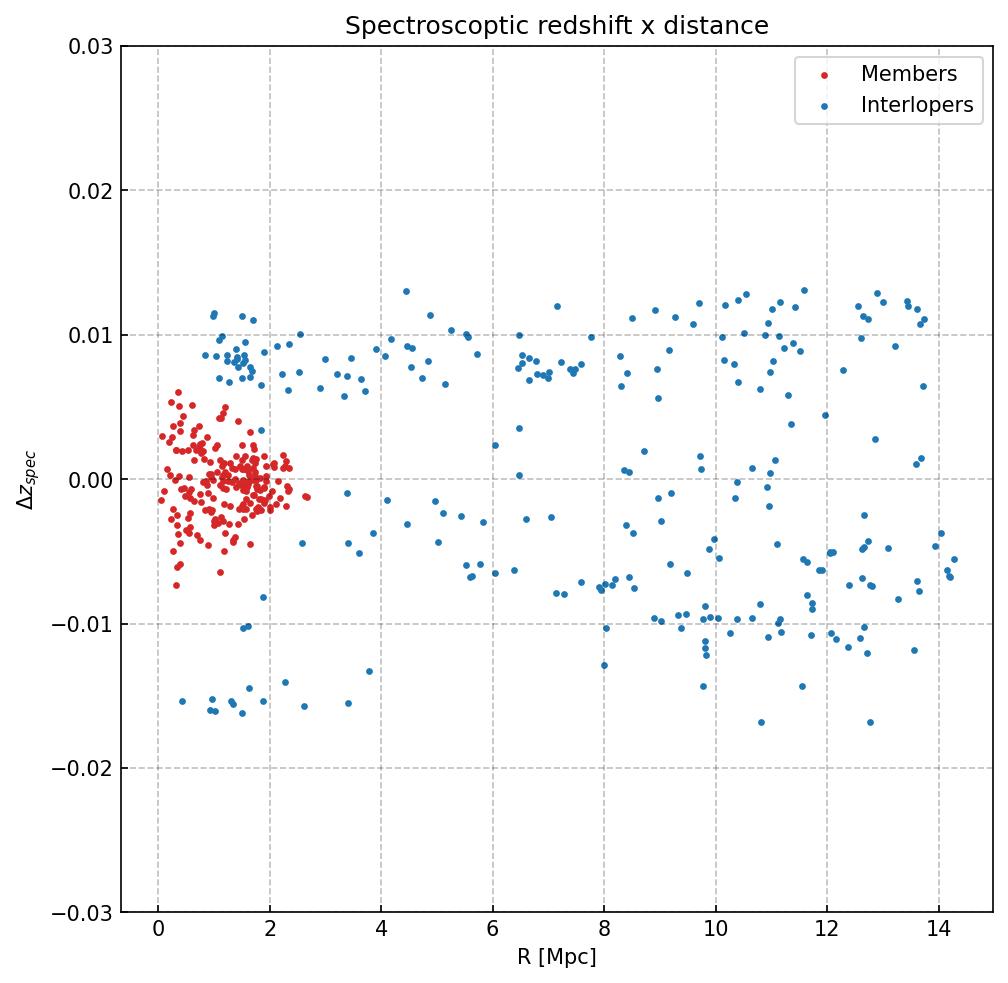 Spectroscoptic redshift x distance
Members
Interlopers
0.03
0.02
0.01
0.00
−0.01
−0.02
−0.03
Δz_spec
0 2 4 6 8 10 12 14
R [Mpc]